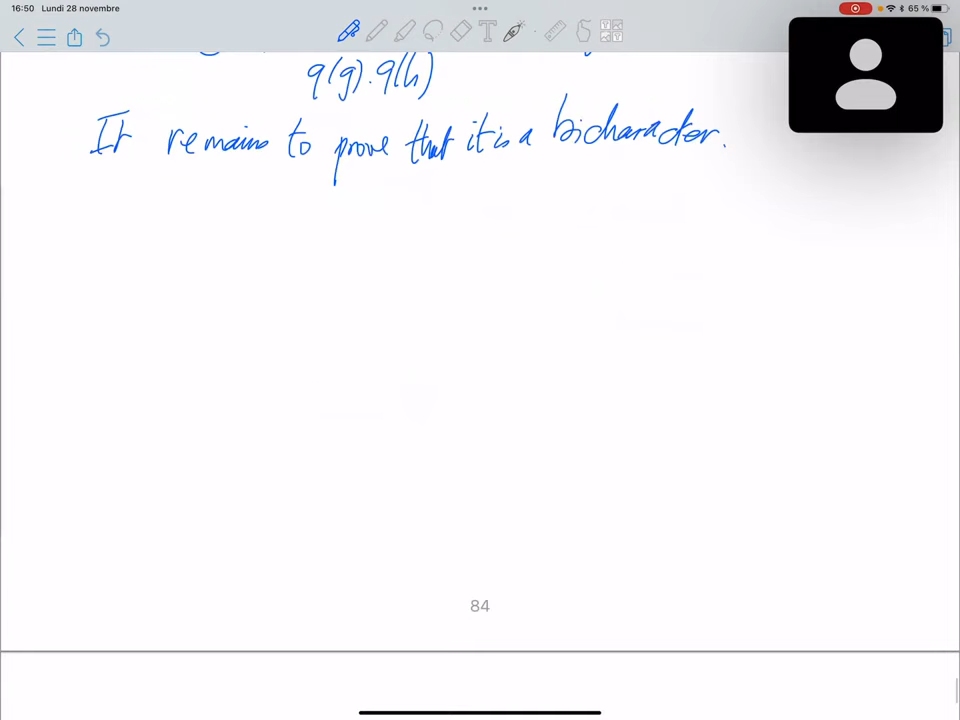 16:50 Lundi 28 novembre
65 %
q(g).q(h)
It remains to prove that it is a bicharacter.
84